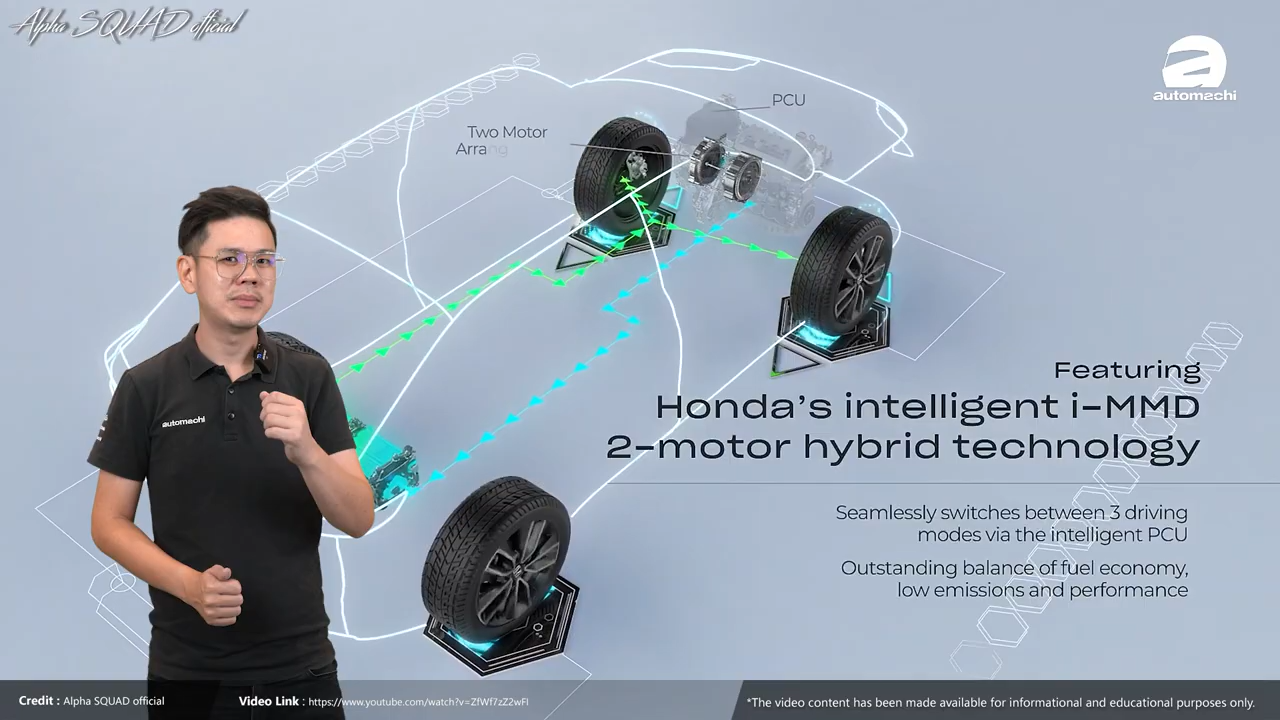 Alpha SQUAD official
automachi
PCU
Two Motor
Arrang
automachi
Featuring
Honda's intelligent i-MMD
2-motor hybrid technology
Seamlessly switches between 3 driving
modes via the intelligent PCU
Outstanding balance of fuel economy,
low emissions and performance
Credit : Alpha SQUAD official
Video Link : https://www.youtube.com/watch?v=ZfWf7zZ2wFI
*The video content has been made available for informational and educational purposes only.